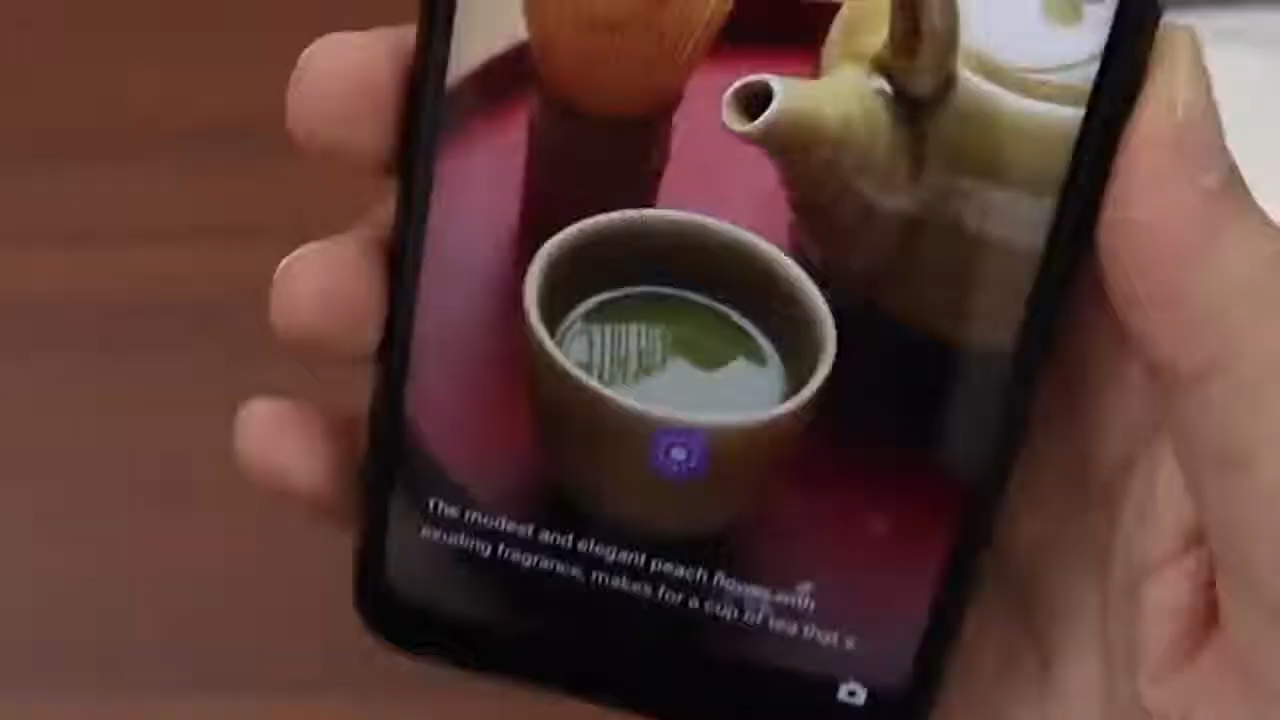 The modest and elegant peach flower with
exuding fragrance, makes for a cup of tea that's